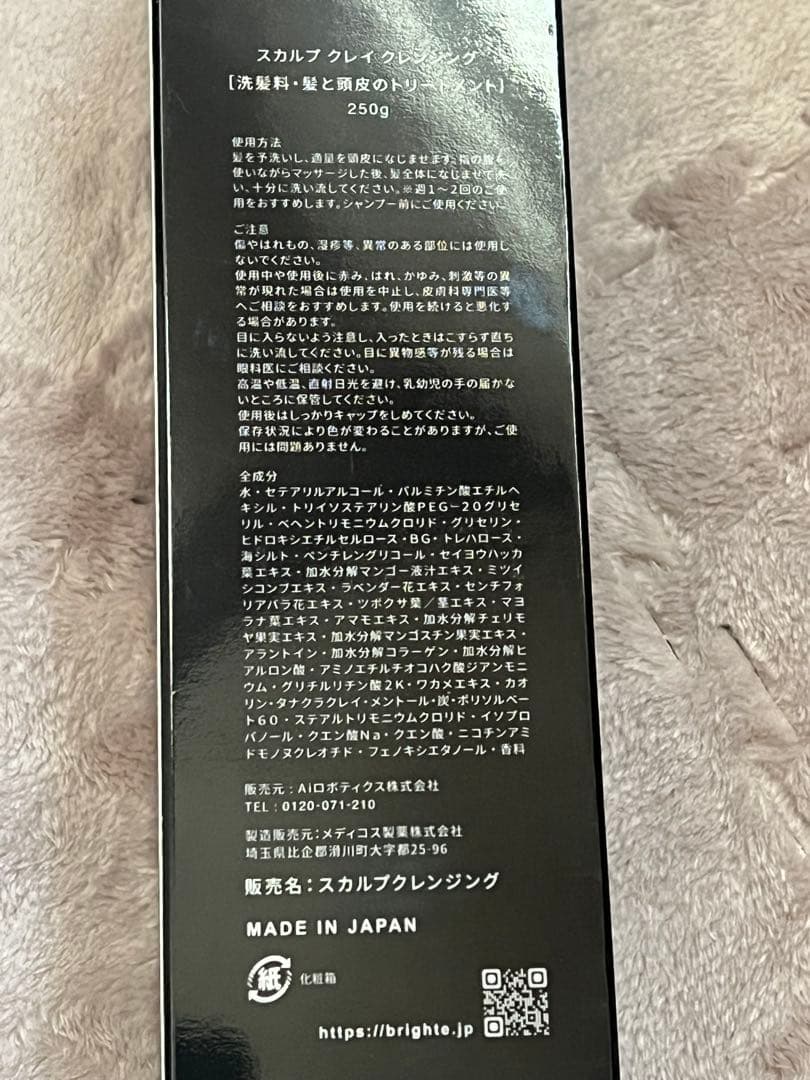 スカルプ クレイ クレンジング
[洗髪料・髪と頭皮のトリートメント]
250g
使用方法
髪を予洗いし、適量を頭皮になじませます。指の腹を
使いながらマッサージした後、髪全体になじませて洗
い、十分に洗い流してください。※週1〜2回のご使
用をおすすめします。シャンプー前にご使用ください。
ご注意
傷やはれもの、湿疹等、異常のある部位には使用し
ないでください。
使用中や使用後に赤み、はれ、かゆみ、刺激等の異
常が現れた場合は使用を中止し、皮膚科専門医等
へご相談をおすすめします。使用を続けると悪化す
る場合があります。
目に入らないよう注意し、入ったときはこすらず直ち
に洗い流してください。目に異物感等が残る場合は
眼科医にご相談ください。
高温や低温、直射日光を避け、乳幼児の手の届かな
いところに保管してください。
使用後はしっかりキャップをしめてください。
保存状況により色が変わることがありますが、ご使
用には問題ありません。
全成分
水・セテアリルアルコール・パルミチン酸エチルヘ
キシル・トリイソステアリン酸PEG-20グリセ
リル・ベヘントリモニウムクロリド・グリセリン・
ヒドロキシエチルセルロース・BG・トレハロース・
海シルト・ペンチレングリコール・セイヨウハッカ
葉エキス・加水分解マンゴー液汁エキス・ミツイ
シコンブエキス・ラベンダー花エキス・センチフォ
リアバラ花エキス・ツボクサ葉／茎エキス・マヨ
ラナ葉エキス・アマモエキス・加水分解チェリモ
ヤ果実エキス・加水分解マンゴスチン果実エキス・
アラントイン・加水分解コラーゲン・加水分解ヒ
アルロン酸・アミノエチルチオコハク酸ジアンモニ
ウム・グリチルリチン酸2K・ワカメエキス・カオ
リン・タナクラクレイ・メントール・炭・ポリソルベー
ト60・ステアルトリモニウムクロリド・イソプロ
パノール・クエン酸Na・クエン酸・ニコチンアミ
ドモノヌクレオチド・フェノキシエタノール・香料
販売元：Aiロボティクス株式会社
TEL：0120-071-210
製造販売元：メディコス製薬株式会社
埼玉県比企郡滑川町大字都25-96
販売名：スカルプクレンジング
MADE IN JAPAN
紙 化粧箱
https://brighte.jp